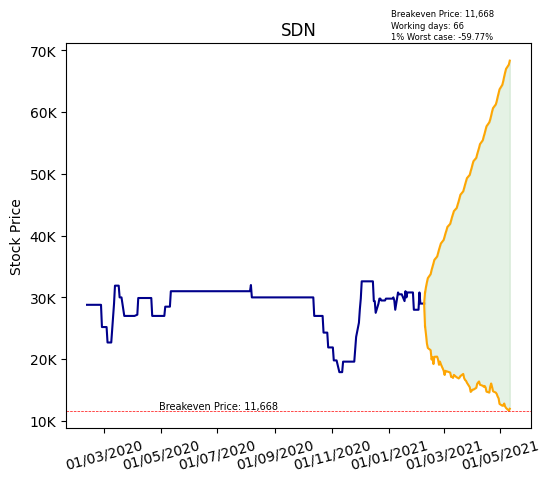 Breakeven Price: 11,668
Working days: 66
1% Worst case: -59.77%
SDN
70K
60K
50K
40K
30K
20K
10K
Stock Price
Breakeven Price: 11,668
01/03/2020 01/05/2020 01/07/2020 01/09/2020 01/11/2020 01/01/2021 01/03/2021 01/05/2021